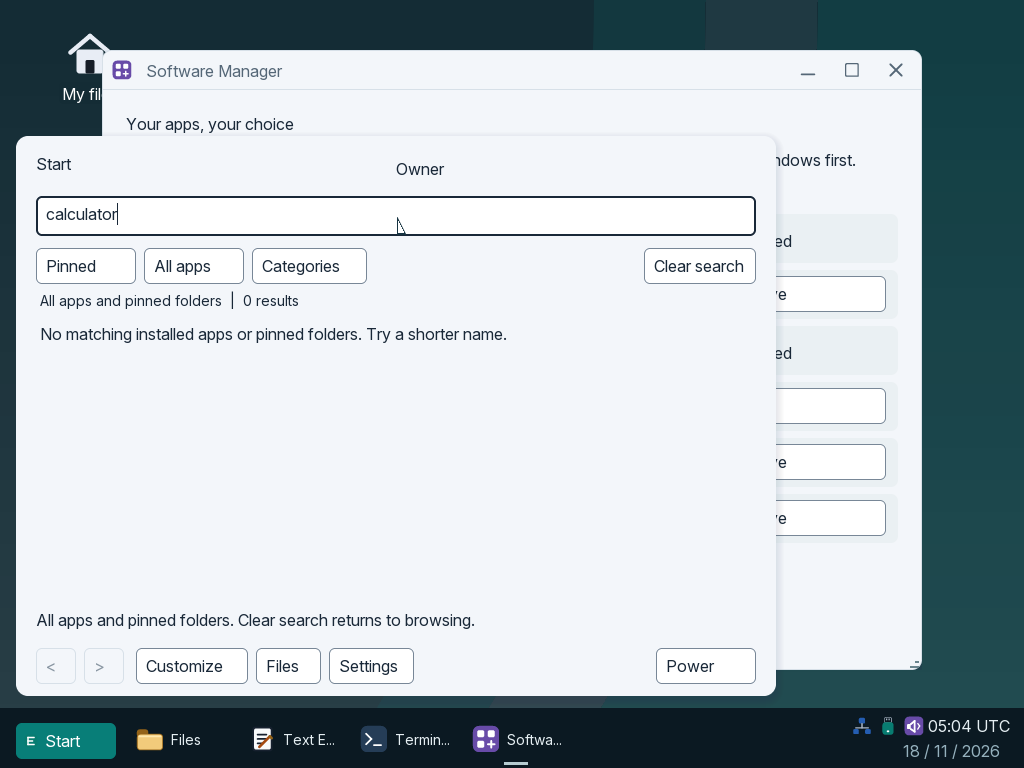 My fil
Software Manager
Your apps, your choice
ndows first.
Start
Owner
calculator
ed
Pinned All apps Categories Clear search
ve
All apps and pinned folders | 0 results
No matching installed apps or pinned folders. Try a shorter name.
ed
ve
ve
All apps and pinned folders. Clear search returns to browsing.
< > Customize Files Settings Power
E Start Files Text E... Termin... Softwa... 05:04 UTC
18 / 11 / 2026